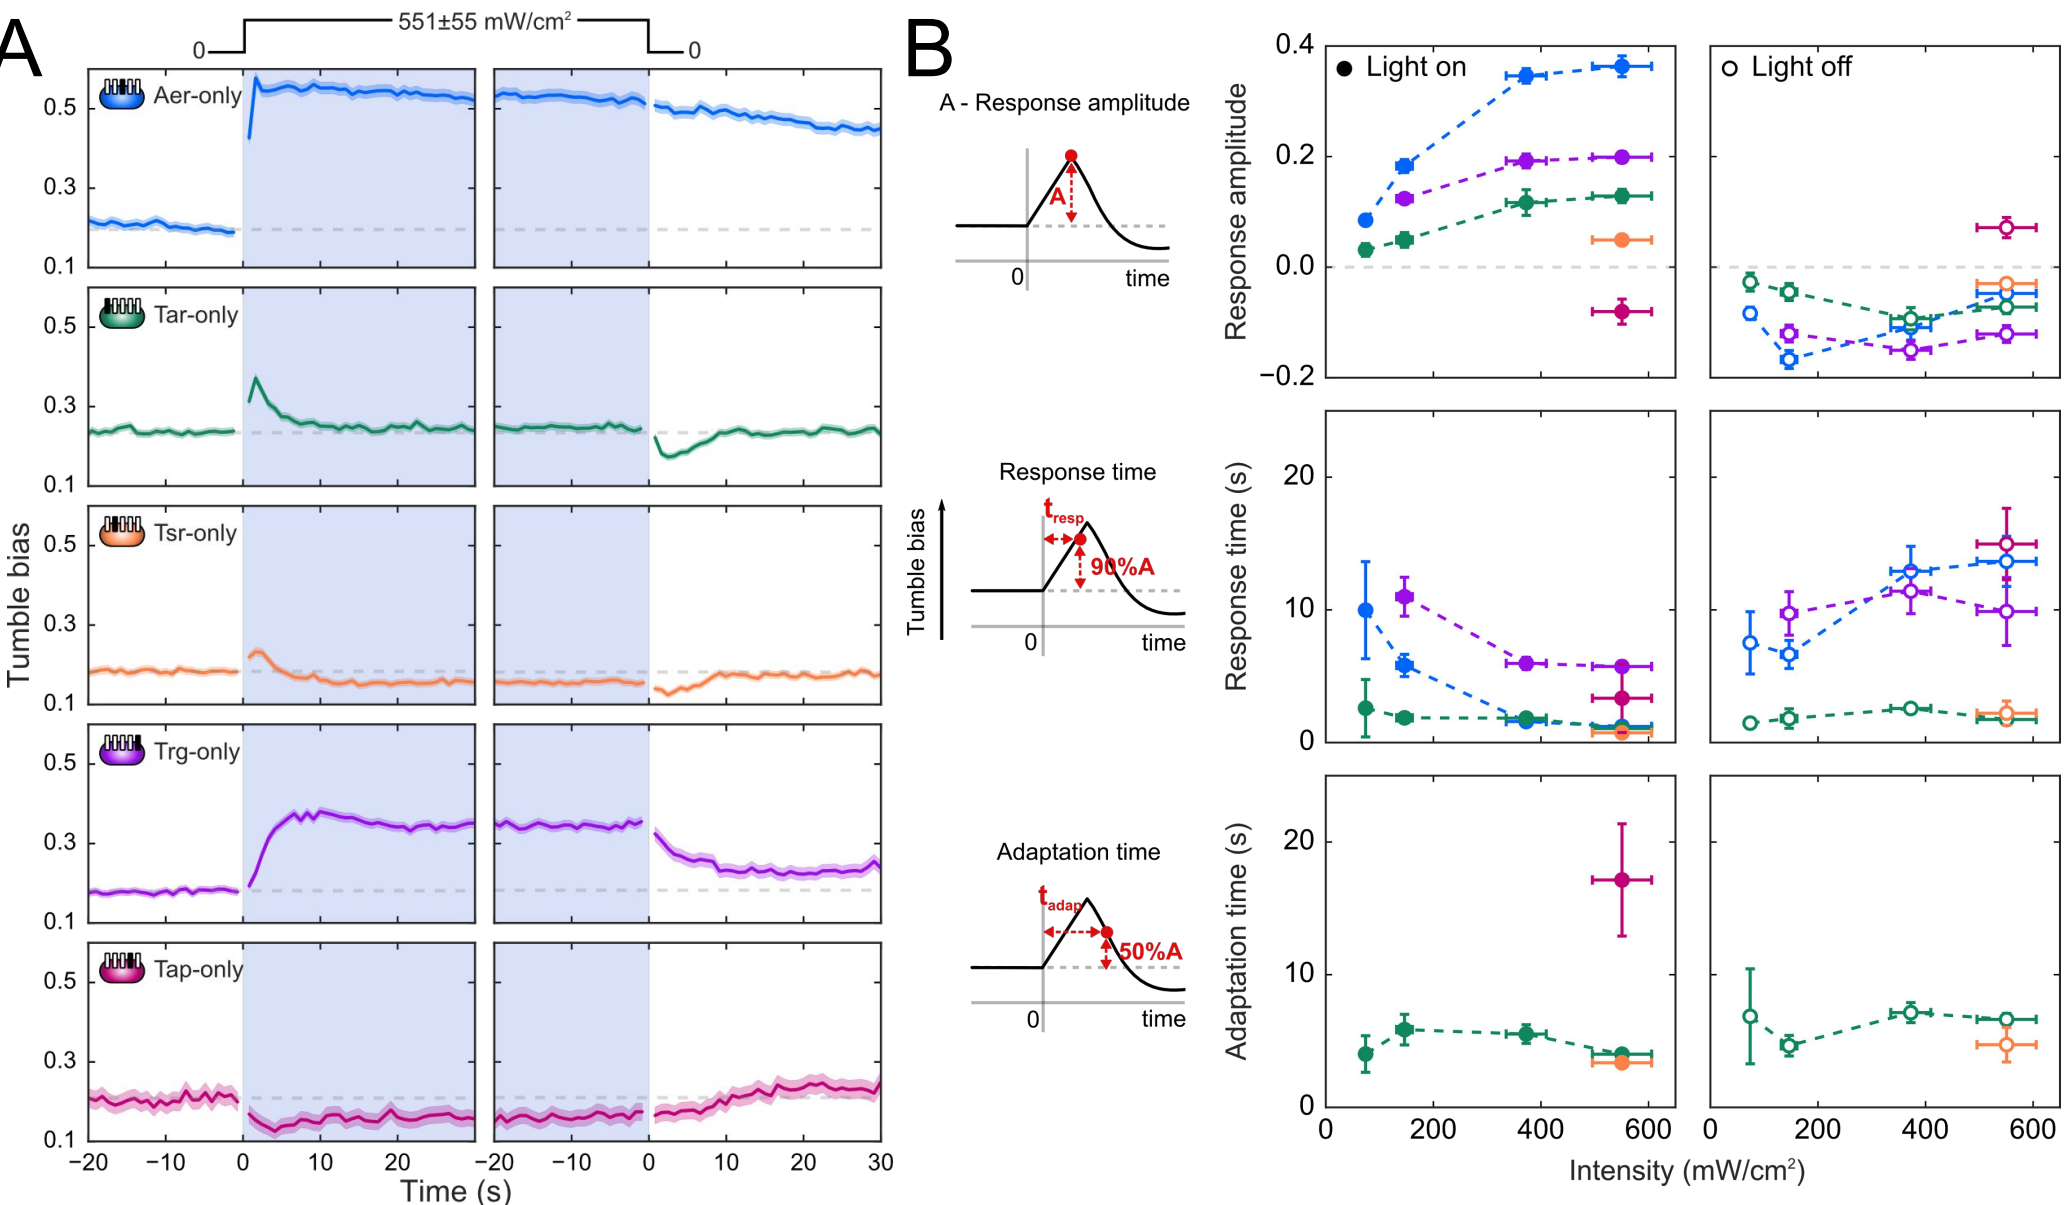 A
551±55 mW/cm²
0
0
Aer-only
0.5
0.3
0.1
Tar-only
0.5
0.3
0.1
Tsr-only
0.5
0.3
0.1
Trg-only
0.5
0.3
0.1
Tap-only
0.5
0.3
0.1
Tumble bias
−20 −10 0 10 20 −20 −10 0 10 20 30
Time (s)
B
A - Response amplitude
A
0
time
Response time
t resp
90%A
0
time
Tumble bias
Adaptation time
t adap
50%A
0
time
Light on
Light off
Response amplitude
0.4
0.2
0.0
−0.2
Response time (s)
20
10
0
Adaptation time (s)
20
10
0
0 200 400 600 0 200 400 600
Intensity (mW/cm²)